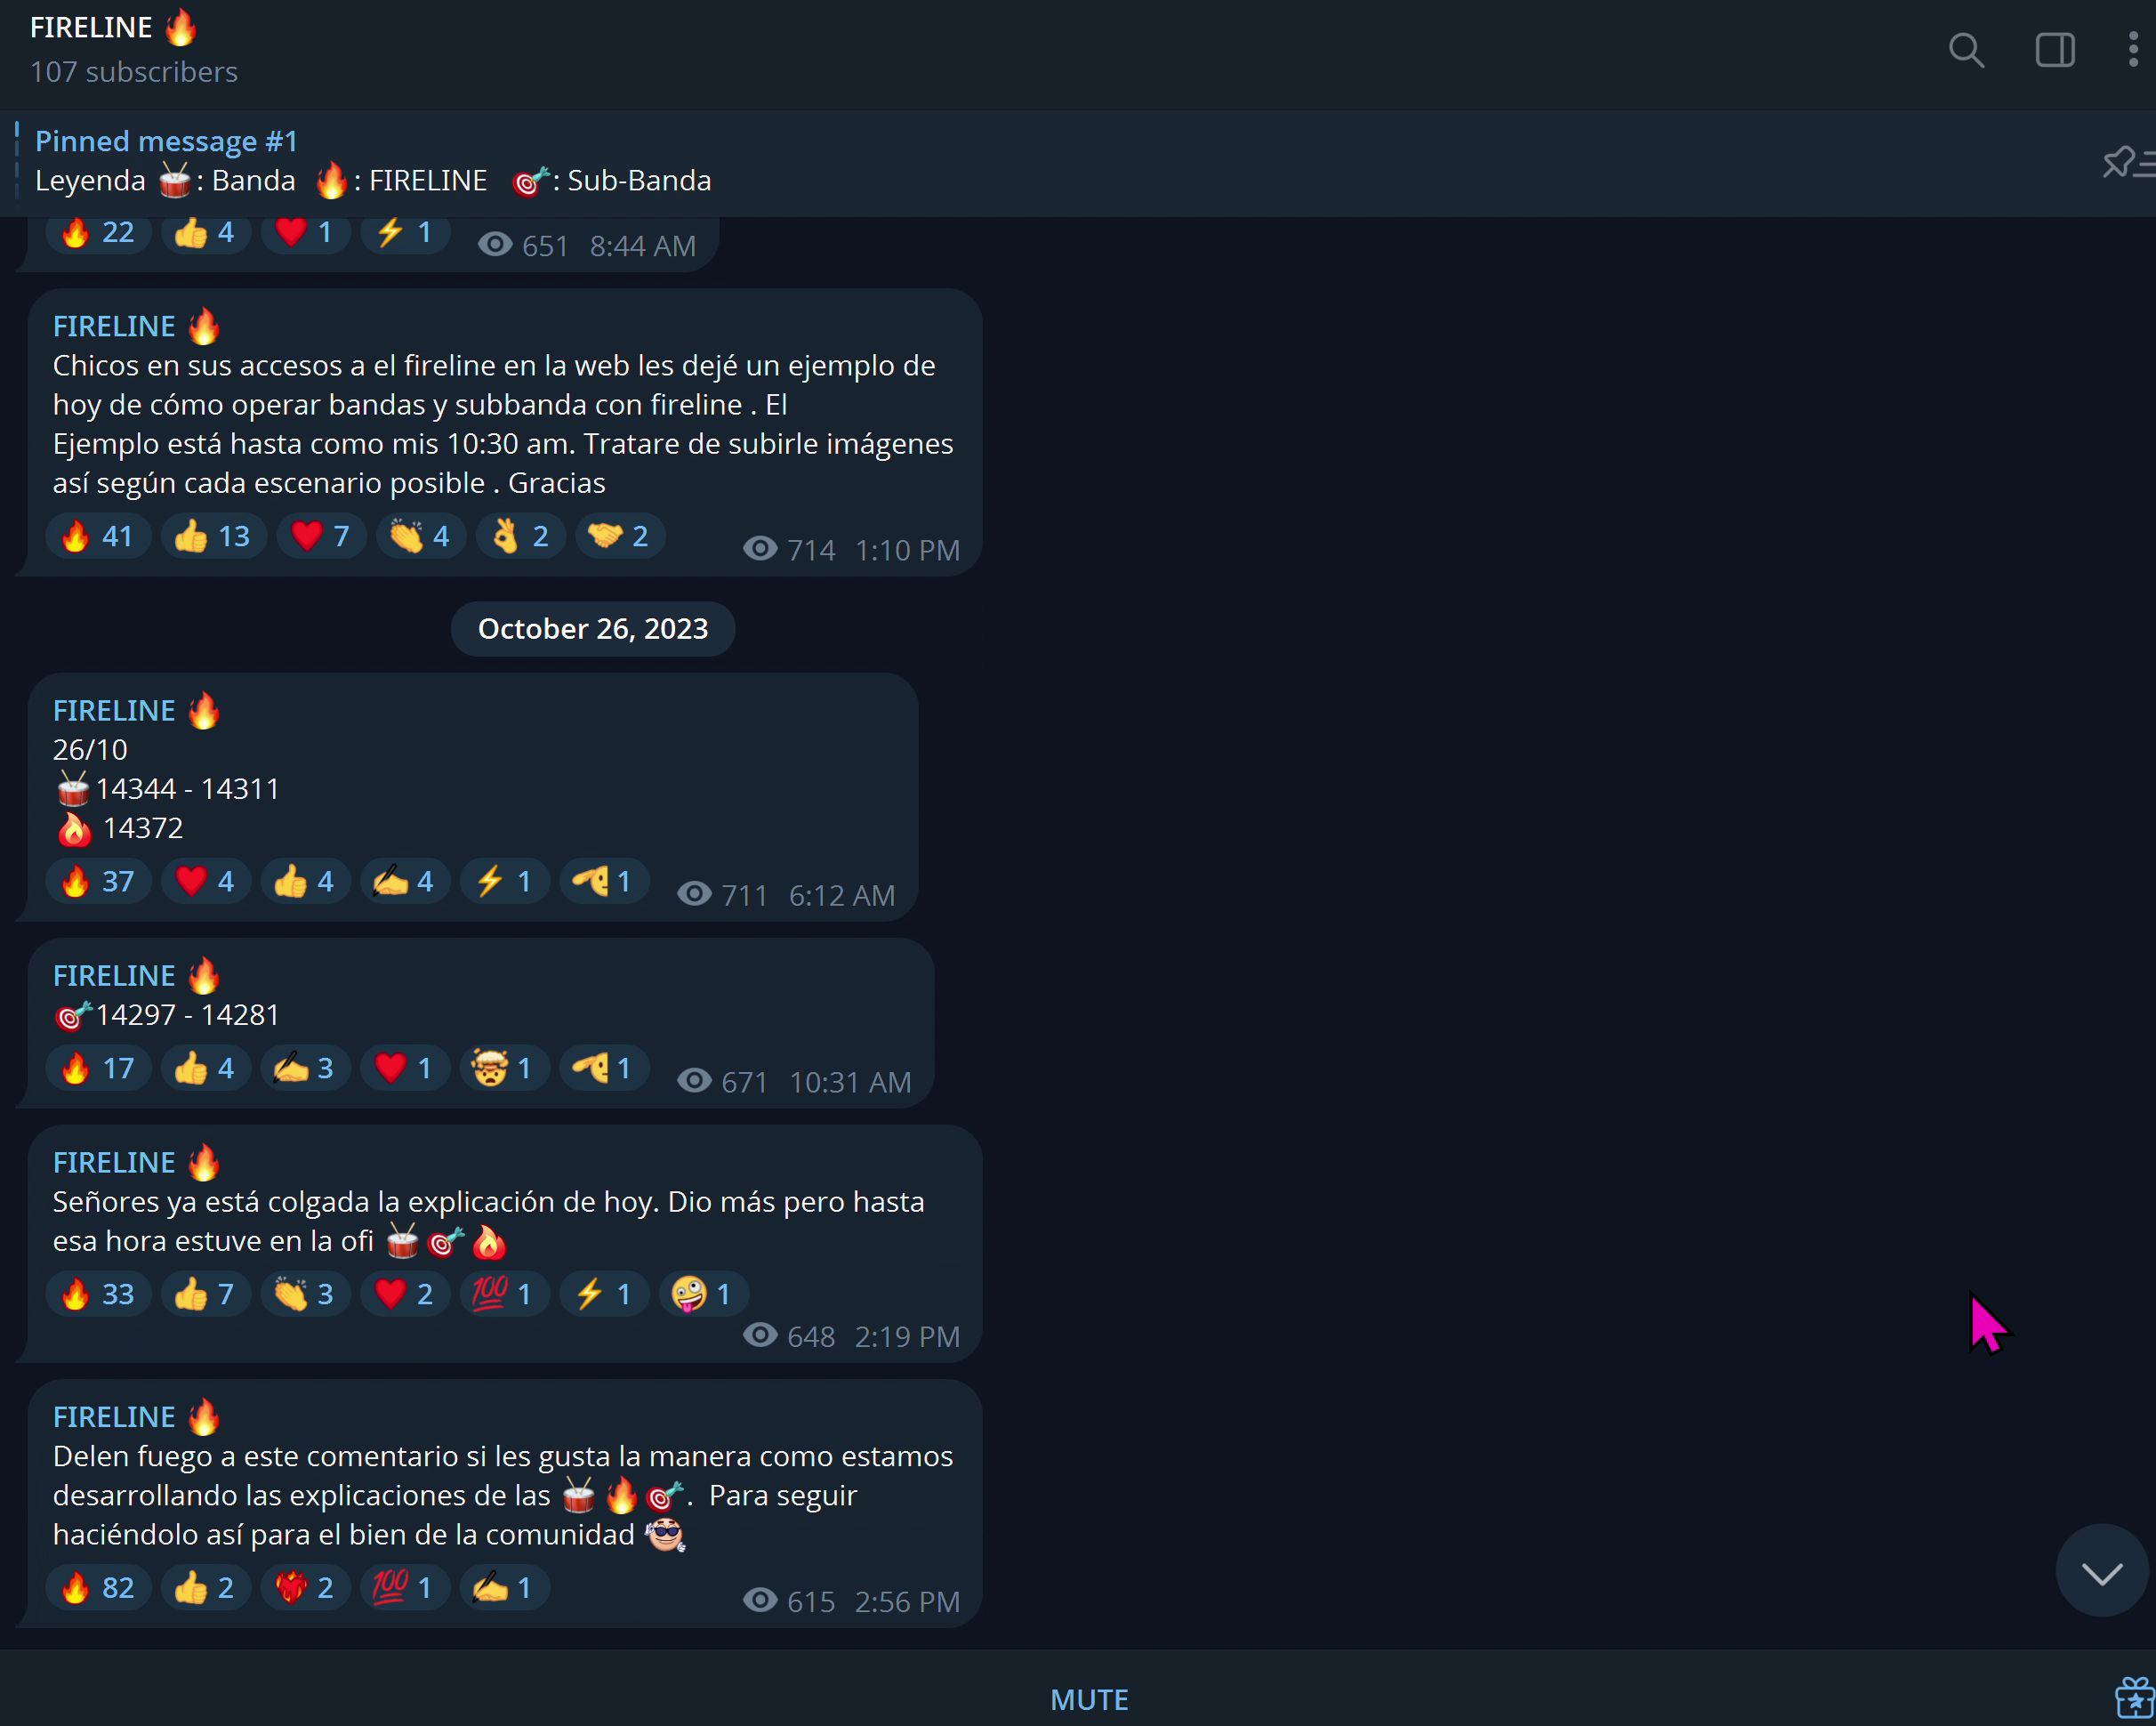 FIRELINE 🔥
107 subscribers
Pinned message #1
Leyenda 🥁: Banda 🔥: FIRELINE 🎯: Sub-Banda
🔥 22 👍 4 ❤️ 1 ⚡ 1 651 8:44 AM
FIRELINE 🔥
Chicos en sus accesos a el fireline en la web les dejé un ejemplo de
hoy de cómo operar bandas y subbanda con fireline . El
Ejemplo está hasta como mis 10:30 am. Tratare de subirle imágenes
así según cada escenario posible . Gracias
🔥 41 👍 13 ❤️ 7 👏 4 👌 2 🤝 2 714 1:10 PM
October 26, 2023
FIRELINE 🔥
26/10
🥁14344 - 14311
🔥 14372
🔥 37 ❤️ 4 👍 4 ✍️ 4 ⚡ 1 🫡 1 711 6:12 AM
FIRELINE 🔥
🎯14297 - 14281
🔥 17 👍 4 ✍️ 3 ❤️ 1 🤯 1 🫡 1 671 10:31 AM
FIRELINE 🔥
Señores ya está colgada la explicación de hoy. Dio más pero hasta
esa hora estuve en la ofi 🥁🎯🔥
🔥 33 👍 7 👏 3 ❤️ 2 💯 1 ⚡ 1 🤪 1
648 2:19 PM
FIRELINE 🔥
Delen fuego a este comentario si les gusta la manera como estamos
desarrollando las explicaciones de las 🥁🔥🎯. Para seguir
haciéndolo así para el bien de la comunidad 😎
🔥 82 👍 2 ❤️‍🔥 2 💯 1 ✍️ 1 615 2:56 PM
MUTE